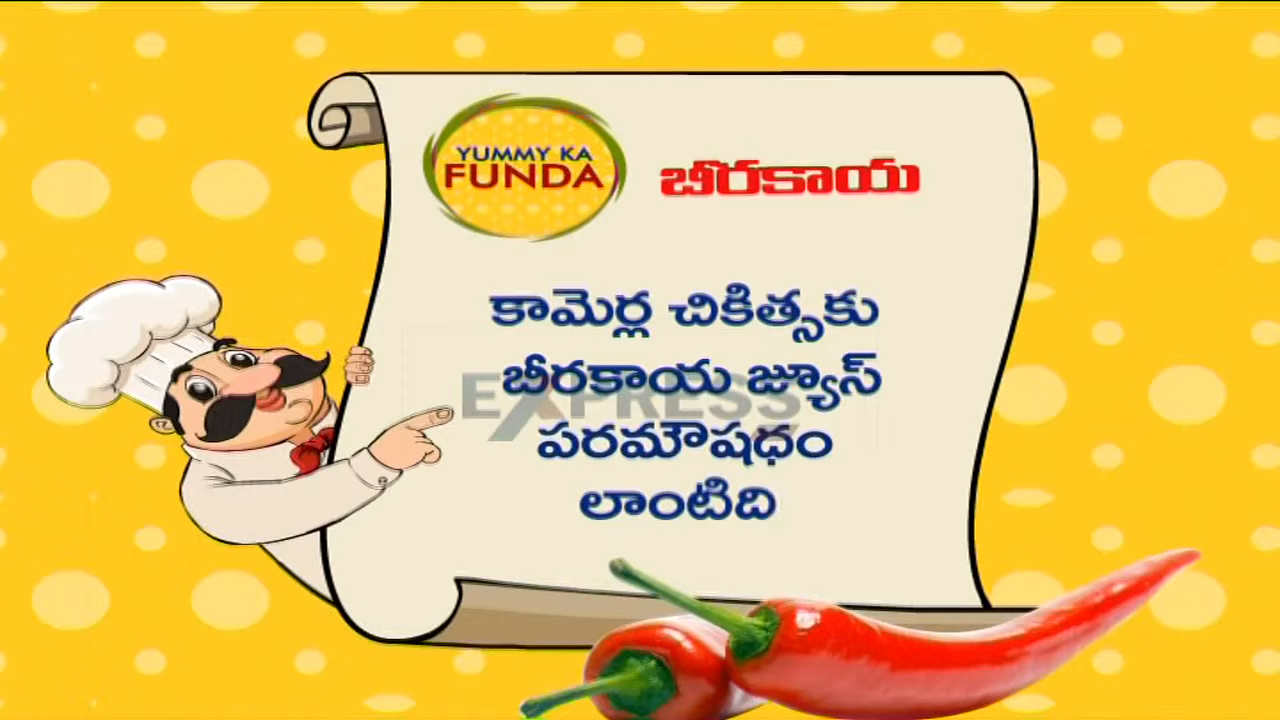 YUMMY KA
FUNDA
బీరకాయ
కామెర్ల చికిత్సకు
బీరకాయ జ్యూస్
EXPRESS
పరమౌషధం
లాంటిది